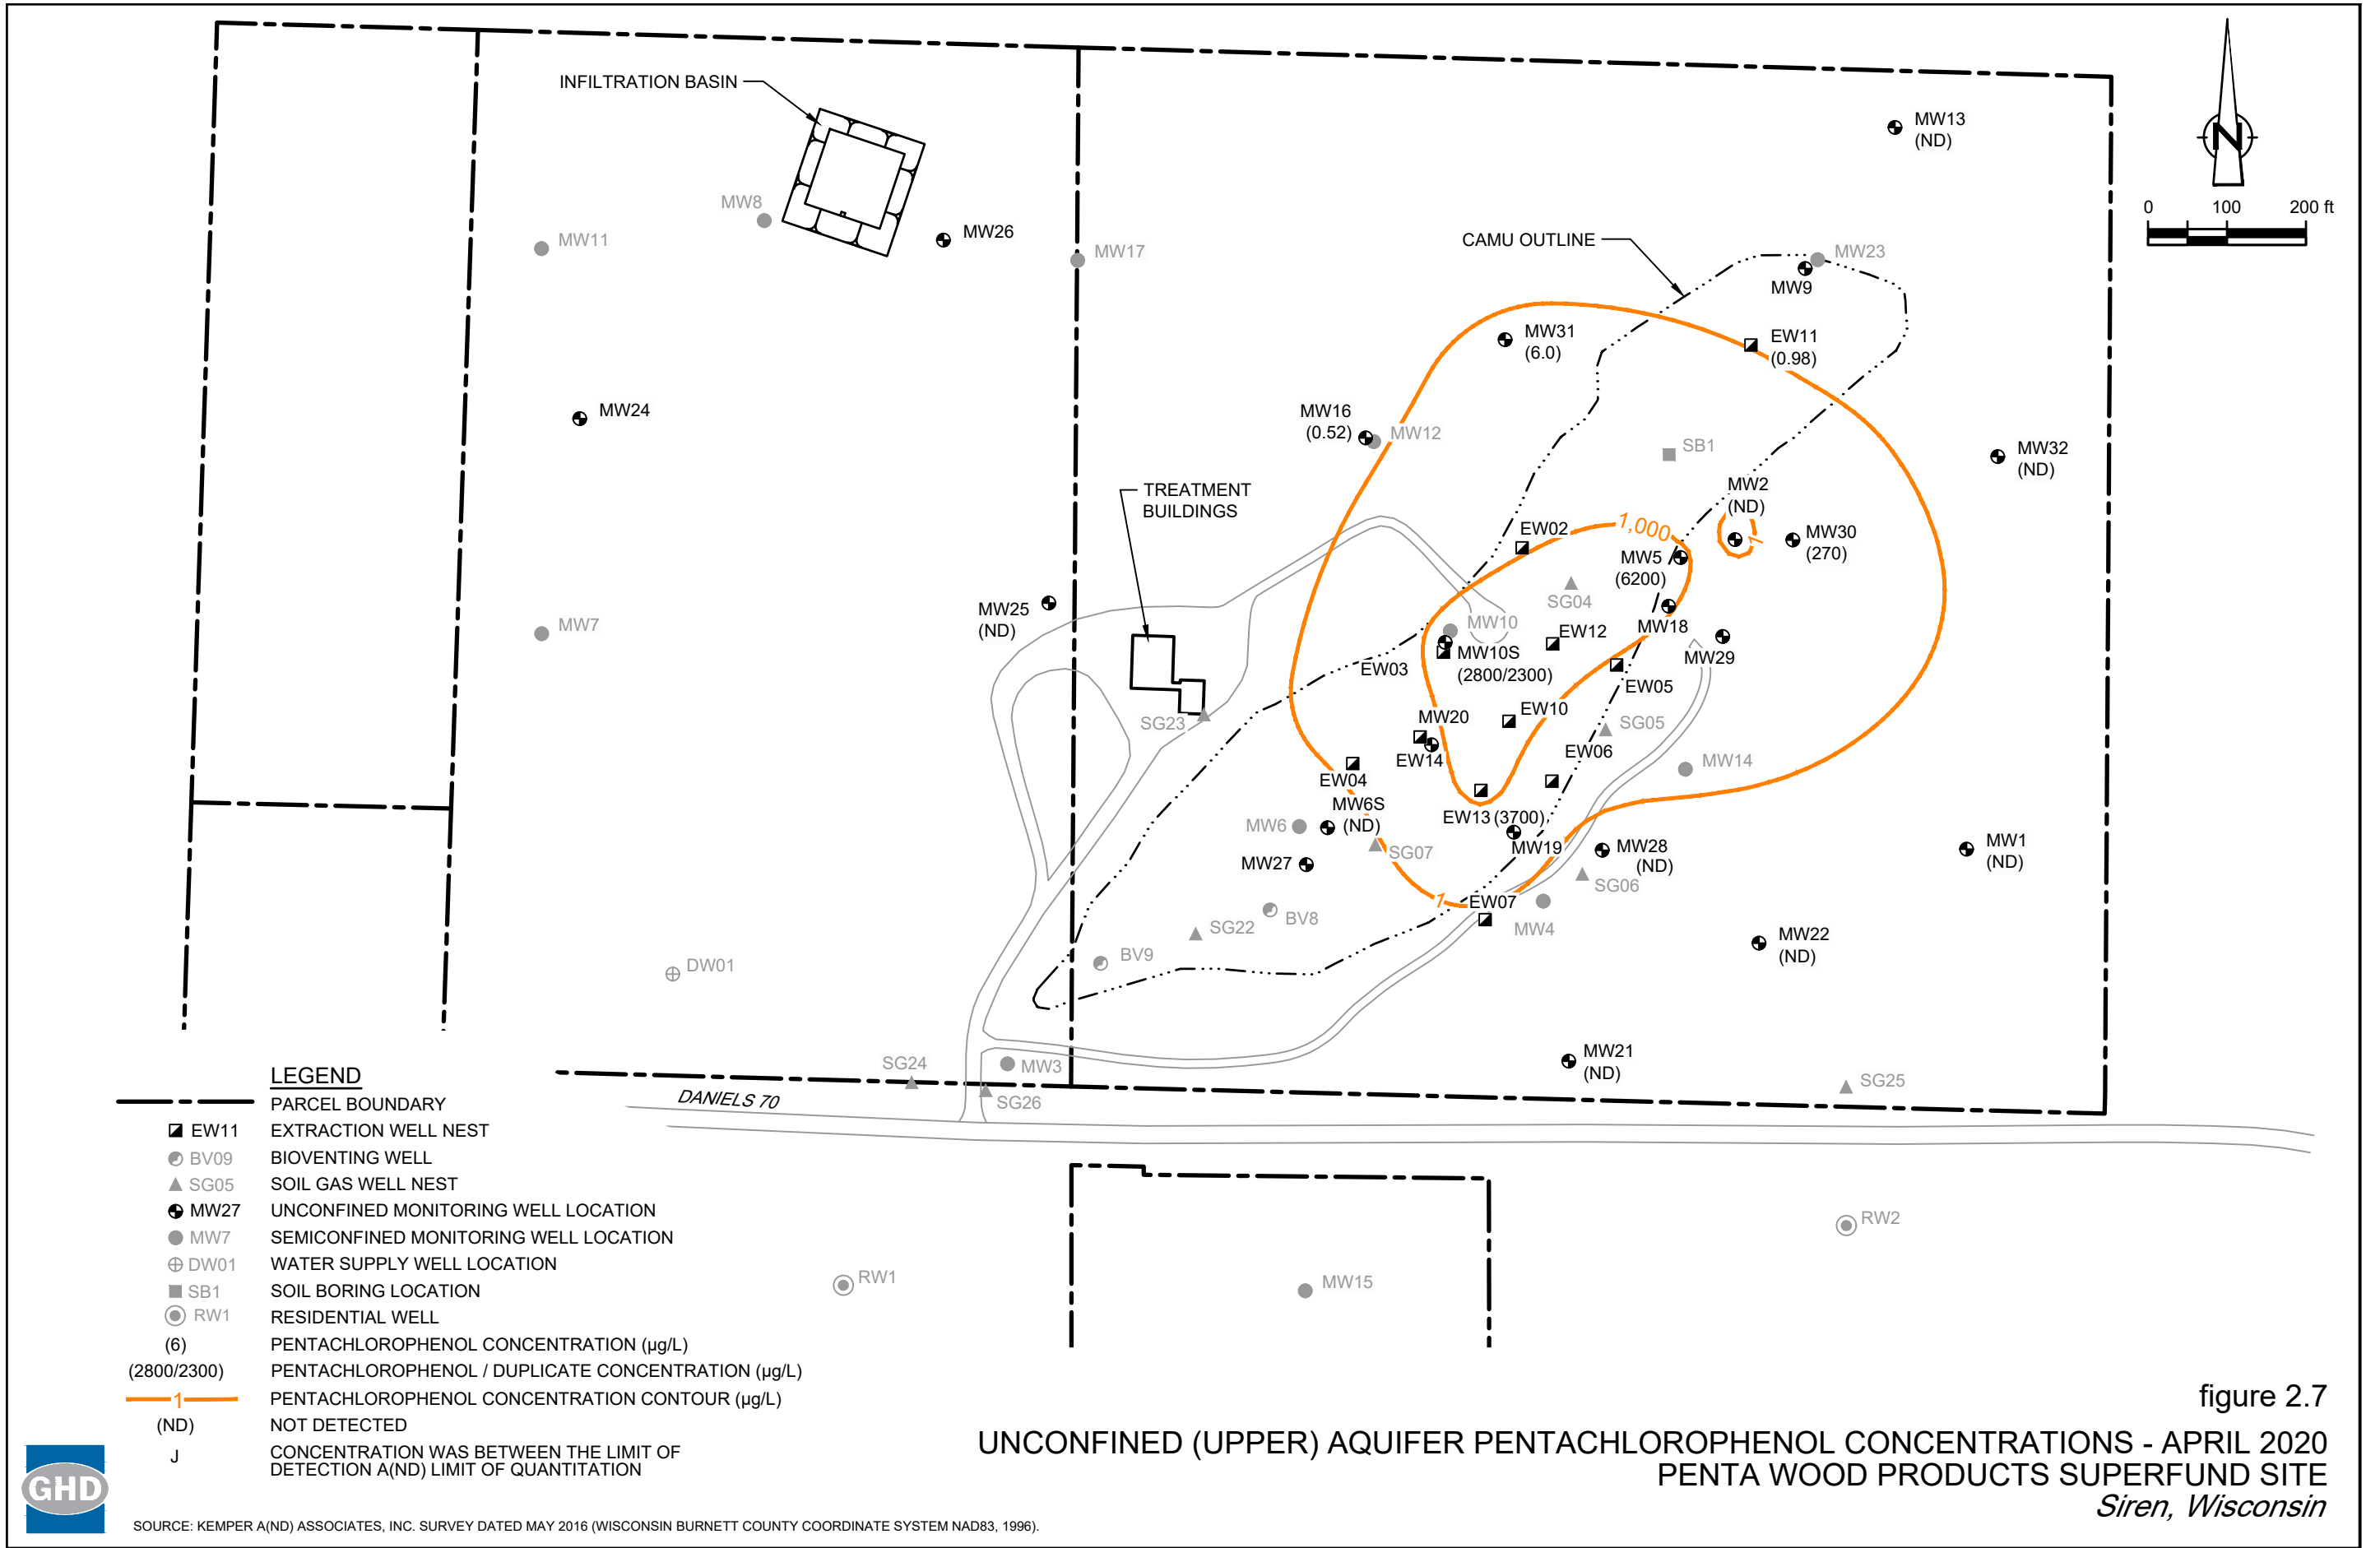 INFILTRATION BASIN
MW13
(ND)
N
0 100 200 ft
MW8
MW11
MW26
MW17
CAMU OUTLINE
MW23
MW9
MW31
(6.0)
EW11
(0.98)
MW24
MW16
(0.52)
MW12
SB1
MW32
(ND)
TREATMENT
BUILDINGS
MW2
(ND)
1
EW02
1,000
MW30
(270)
MW5
(6200)
SG04
MW25
(ND)
MW7
MW10
MW10S
(2800/2300)
EW12
MW18
MW29
EW03
EW05
SG23
MW20
EW10
SG05
EW14
EW06
MW14
EW04
MW6S
(ND)
MW6
EW13 (3700)
MW19
SG07
MW27
MW28
(ND)
MW1
(ND)
SG06
1
EW07
MW4
BV8
SG22
MW22
(ND)
BV9
DW01
MW21
(ND)
SG24
MW3
SG26
SG25
DANIELS 70
RW2
RW1
MW15
LEGEND
PARCEL BOUNDARY
EW11 EXTRACTION WELL NEST
BV09 BIOVENTING WELL
SG05 SOIL GAS WELL NEST
MW27 UNCONFINED MONITORING WELL LOCATION
MW7 SEMICONFINED MONITORING WELL LOCATION
DW01 WATER SUPPLY WELL LOCATION
SB1 SOIL BORING LOCATION
RW1 RESIDENTIAL WELL
(6) PENTACHLOROPHENOL CONCENTRATION (µg/L)
(2800/2300) PENTACHLOROPHENOL / DUPLICATE CONCENTRATION (µg/L)
1 PENTACHLOROPHENOL CONCENTRATION CONTOUR (µg/L)
(ND) NOT DETECTED
J CONCENTRATION WAS BETWEEN THE LIMIT OF
DETECTION A(ND) LIMIT OF QUANTITATION
GHD
SOURCE: KEMPER A(ND) ASSOCIATES, INC. SURVEY DATED MAY 2016 (WISCONSIN BURNETT COUNTY COORDINATE SYSTEM NAD83, 1996).
figure 2.7
UNCONFINED (UPPER) AQUIFER PENTACHLOROPHENOL CONCENTRATIONS - APRIL 2020
PENTA WOOD PRODUCTS SUPERFUND SITE
Siren, Wisconsin